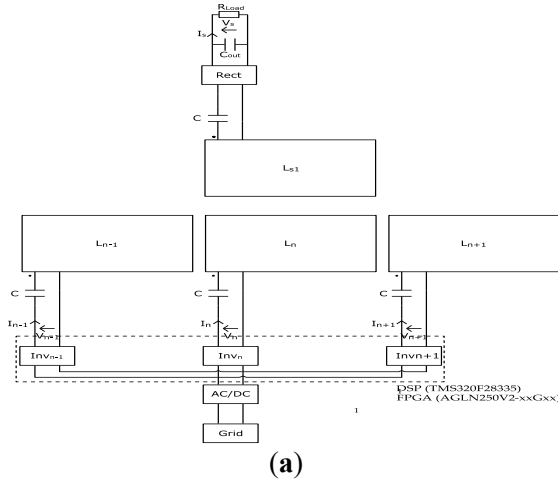 RLoad
Vs
Is
Cout
Rect
C
Ls1
Ln-1
Ln
Ln+1
C
C
C
In-1
In
In+1
Vn-1
Vn
Vn+1
Invn-1
Invn
Invn+1
DSP (TMS320F28335)
AC/DC
FPGA (AGLN250V2-xxGxx)
1
Grid
(a)